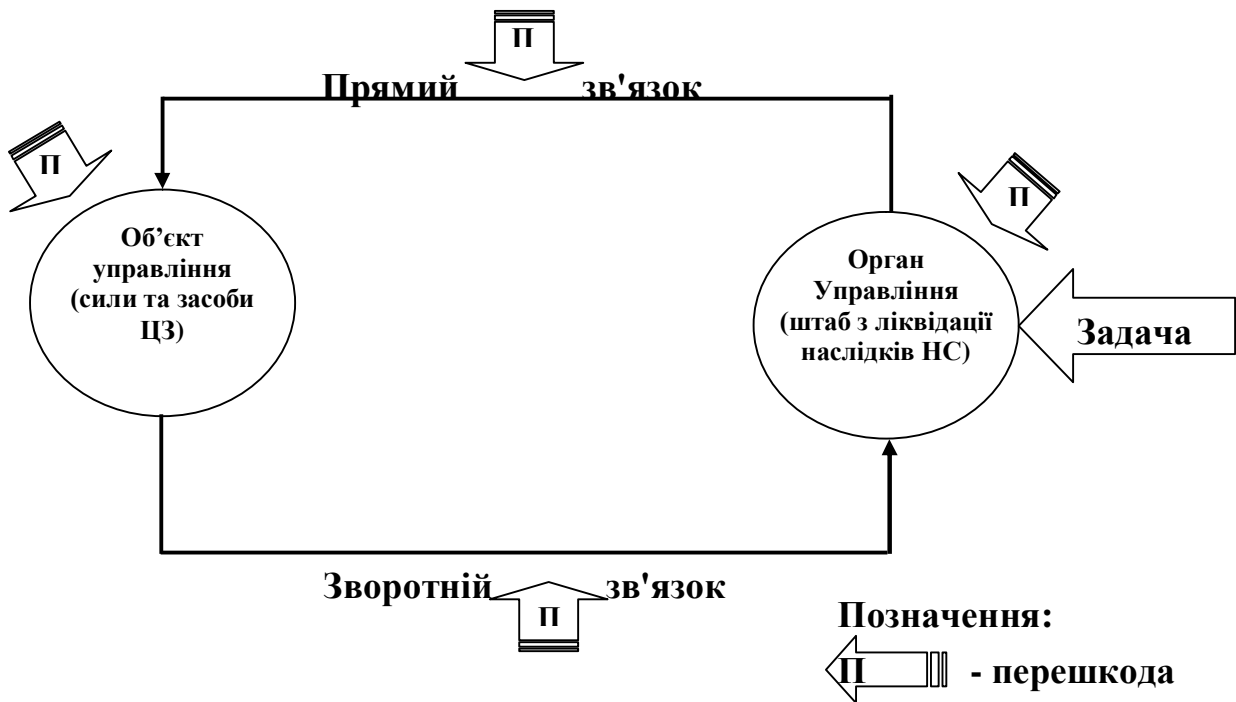 П
Прямий зв'язок
П
П
Об’єкт
управління
(сили та засоби
ЦЗ)
Орган
Управління
(штаб з ліквідації
наслідків НС)
Задача
Зворотній зв'язок
П
Позначення:
П - перешкода